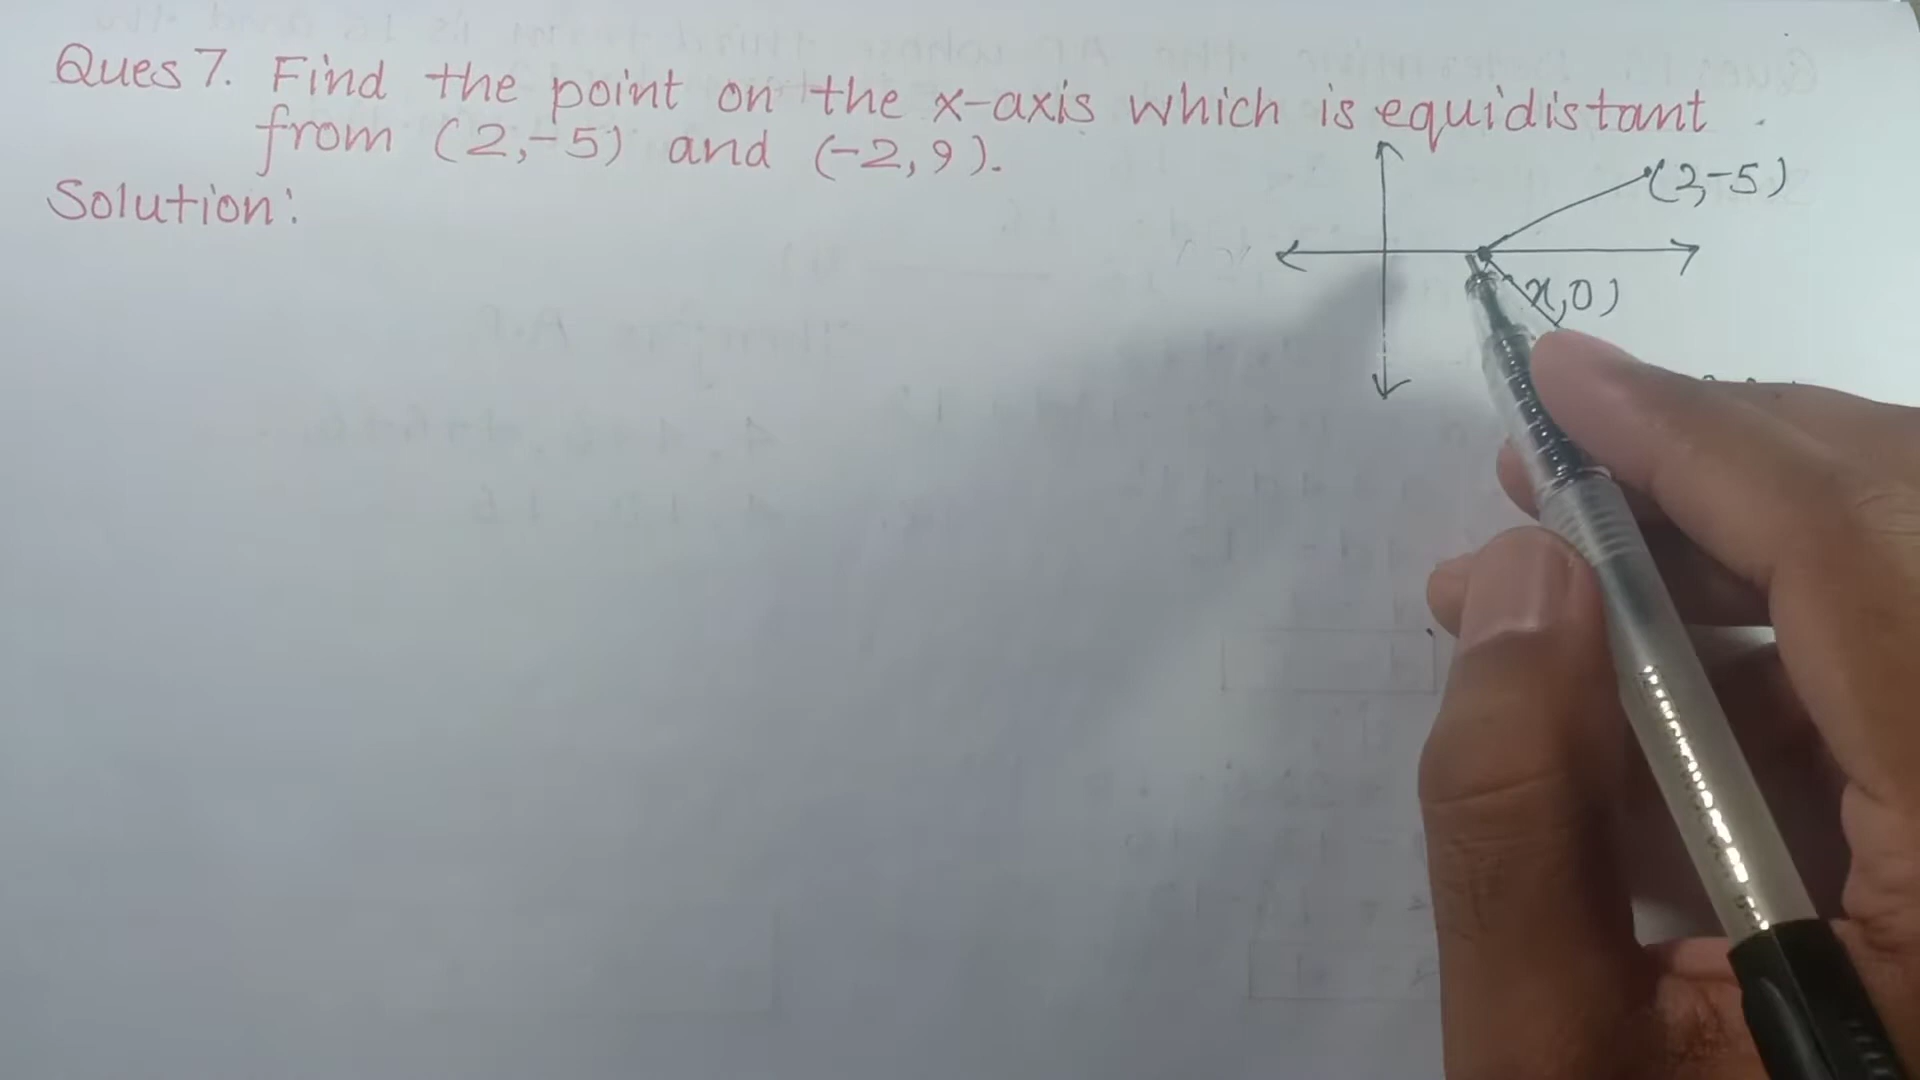 Ques 7. Find the point on the x-axis which is equidistant
from (2,-5) and (-2,9).
Solution:
(2,-5)
x,0)